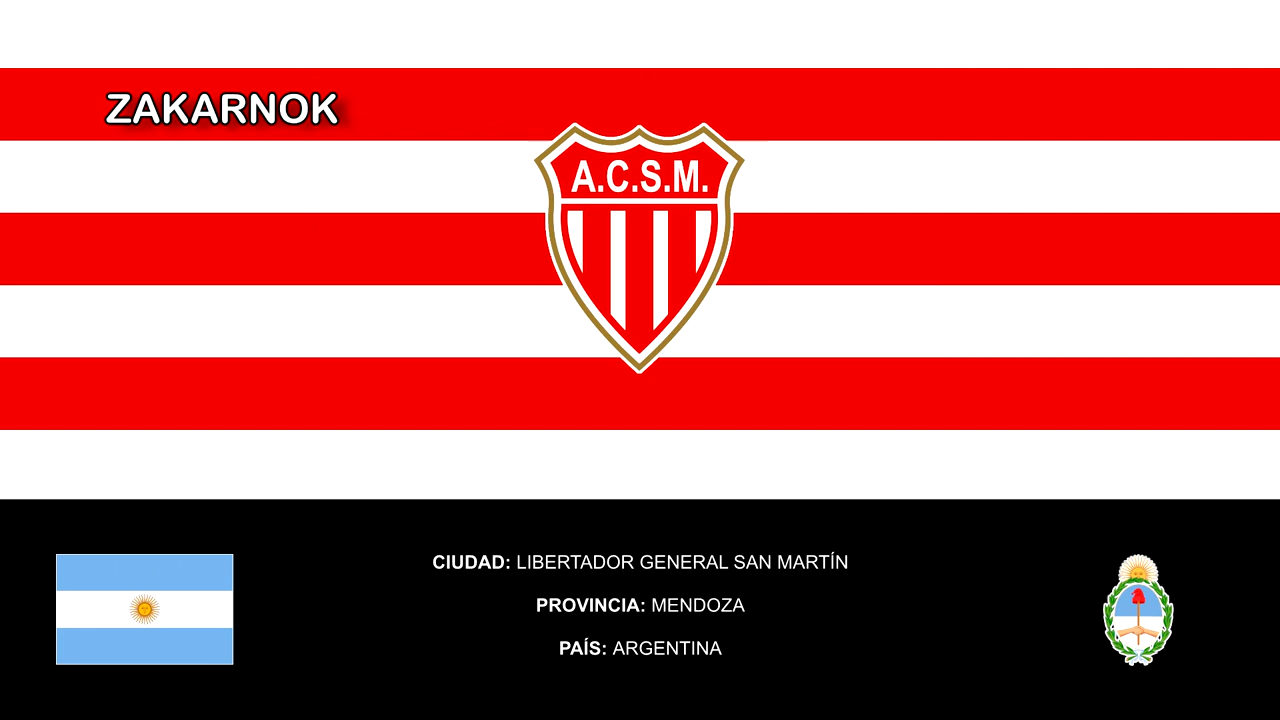 ZAKARNOK
A.C.S.M.
CIUDAD: LIBERTADOR GENERAL SAN MARTÍN
PROVINCIA: MENDOZA
PAÍS: ARGENTINA